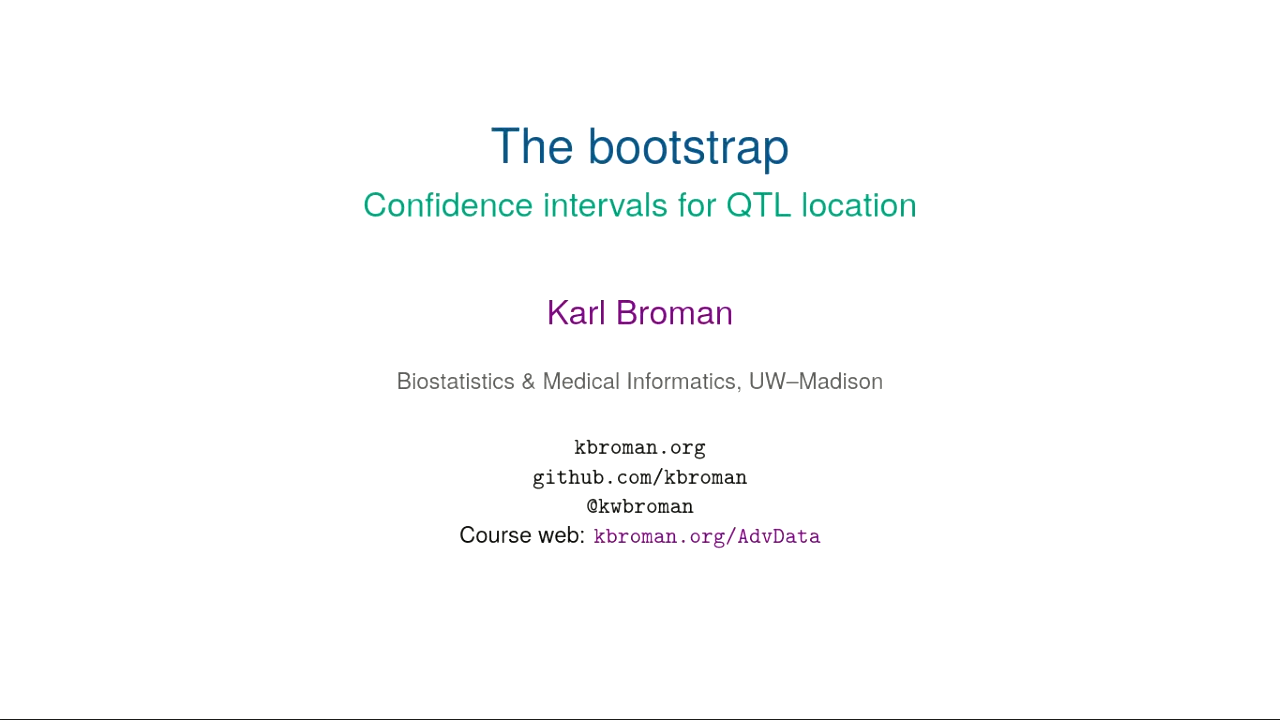 The bootstrap
Confidence intervals for QTL location
Karl Broman
Biostatistics & Medical Informatics, UW–Madison
kbroman.org
github.com/kbroman
@kwbroman
Course web: kbroman.org/AdvData